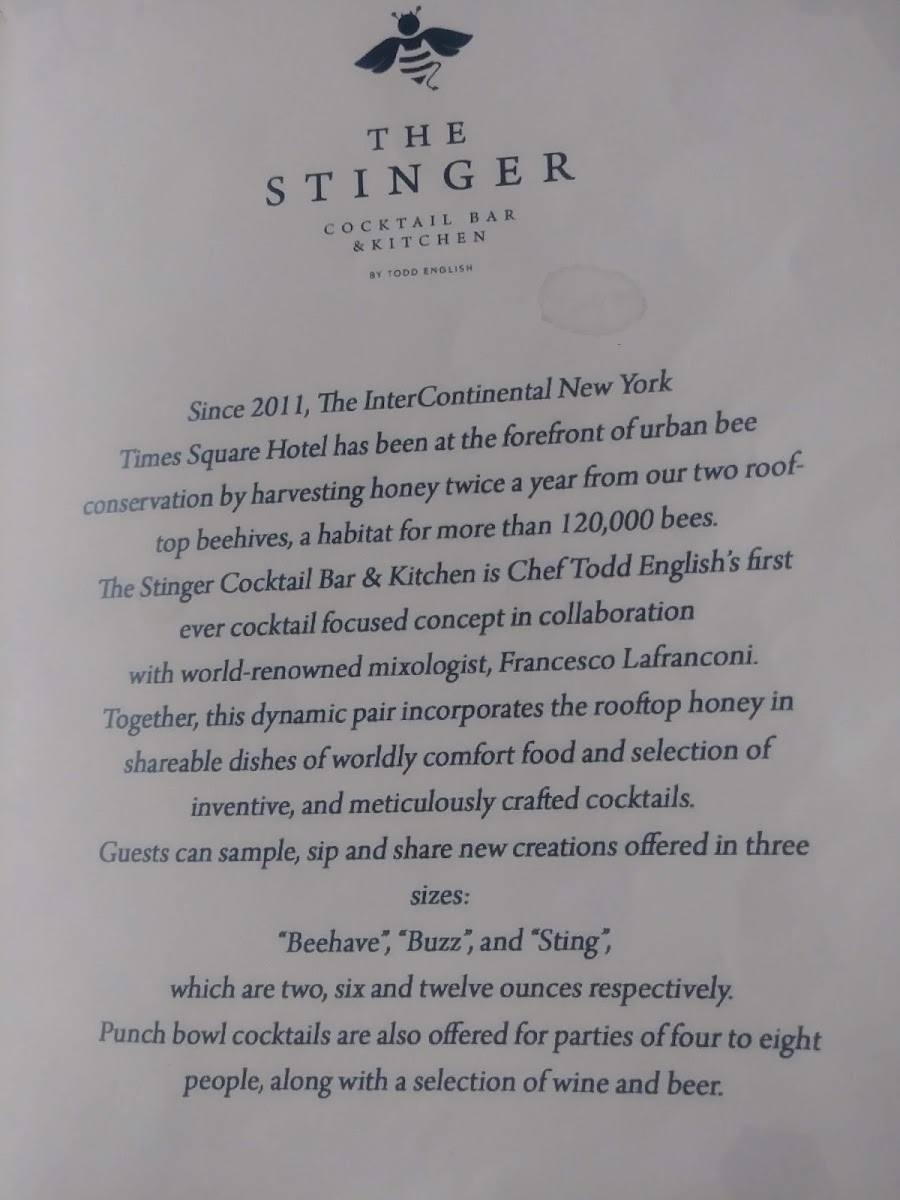 THE
STINGER
COCKTAIL BAR
& KITCHEN
BY TODD ENGLISH
Since 2011, The InterContinental New York
Times Square Hotel has been at the forefront of urban bee
conservation by harvesting honey twice a year from our two roof-
top beehives, a habitat for more than 120,000 bees.
The Stinger Cocktail Bar & Kitchen is Chef Todd English's first
ever cocktail focused concept in collaboration
with world-renowned mixologist, Francesco Lafranconi.
Together, this dynamic pair incorporates the rooftop honey in
shareable dishes of worldly comfort food and selection of
inventive, and meticulously crafted cocktails.
Guests can sample, sip and share new creations offered in three
sizes:
“Beehave”, “Buzz”, and “Sting”,
which are two, six and twelve ounces respectively.
Punch bowl cocktails are also offered for parties of four to eight
people, along with a selection of wine and beer.